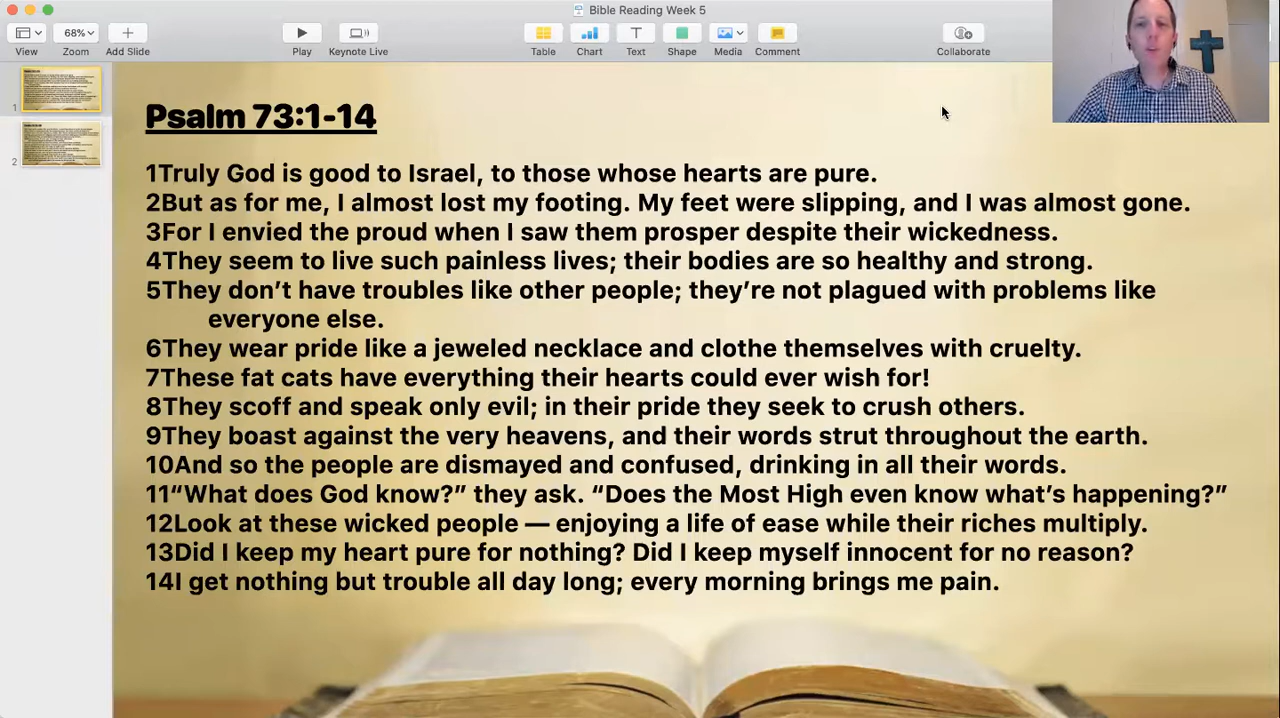 Bible Reading Week 5
68%
View
Zoom
Add Slide
Play
Keynote Live
Table
Chart
Text
Shape
Media
Comment
Collaborate
1
2
Psalm 73:1-14
1Truly God is good to Israel, to those whose hearts are pure.
2But as for me, I almost lost my footing. My feet were slipping, and I was almost gone.
3For I envied the proud when I saw them prosper despite their wickedness.
4They seem to live such painless lives; their bodies are so healthy and strong.
5They don’t have troubles like other people; they’re not plagued with problems like
everyone else.
6They wear pride like a jeweled necklace and clothe themselves with cruelty.
7These fat cats have everything their hearts could ever wish for!
8They scoff and speak only evil; in their pride they seek to crush others.
9They boast against the very heavens, and their words strut throughout the earth.
10And so the people are dismayed and confused, drinking in all their words.
11“What does God know?” they ask. “Does the Most High even know what’s happening?”
12Look at these wicked people — enjoying a life of ease while their riches multiply.
13Did I keep my heart pure for nothing? Did I keep myself innocent for no reason?
14I get nothing but trouble all day long; every morning brings me pain.